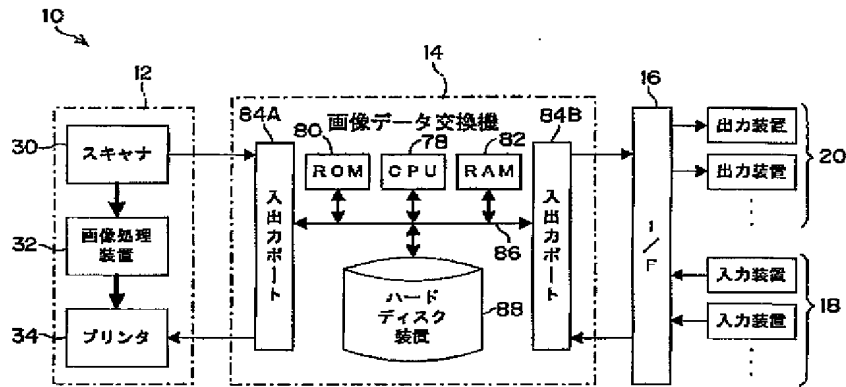 10
12
30
スキャナ
32
画像処理
装置
34
プリンタ
14
画像データ交換機
84A
入出力ポート
80
ROM
78
CPU
82
RAM
86
ハード
ディスク
装置
88
84B
入出力ポート
16
I/F
出力装置
出力装置
20
入力装置
入力装置
18